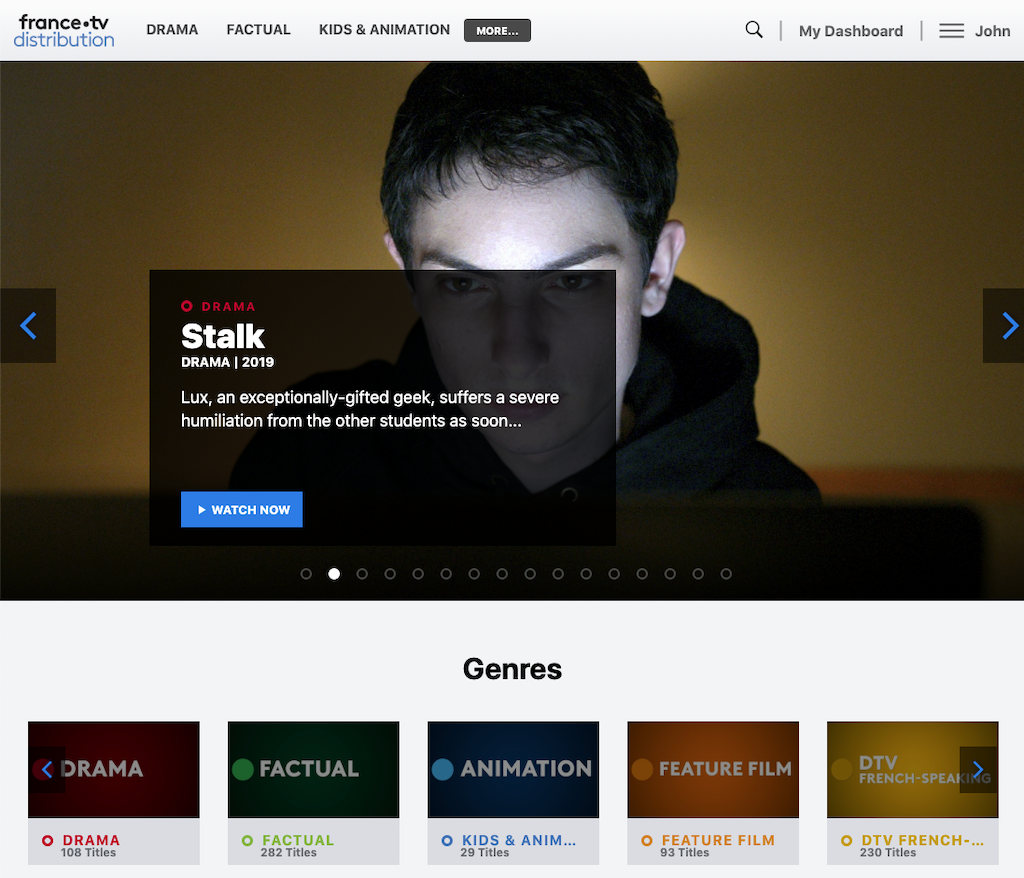 france•tv
distribution
DRAMA
FACTUAL
KIDS & ANIMATION
MORE...
My Dashboard
John
DRAMA
Stalk
DRAMA | 2019
Lux, an exceptionally-gifted geek, suffers a severe
humiliation from the other students as soon...
WATCH NOW
Genres
DRAMA
FACTUAL
ANIMATION
FEATURE FILM
DTV
FRENCH-SPEAKING
DRAMA
108 Titles
FACTUAL
282 Titles
KIDS & ANIM...
29 Titles
FEATURE FILM
93 Titles
DTV FRENCH-...
230 Titles